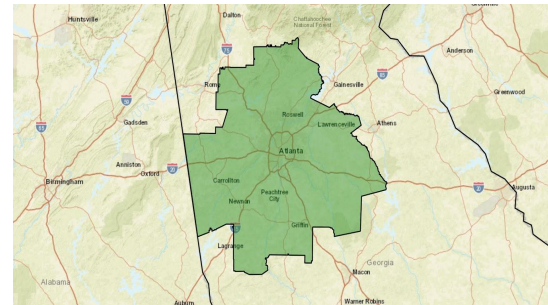 Huntsville
Dalton
Chattahoochee
National Forest
Greenville
Anderson
Rome
Gainesville
Greenwood
Roswell
Gadsden
Lawrenceville
Athens
Atlanta
Anniston
Oxford
Carrollton
Birmingham
Augusta
Peachtree
City
Newnan
Griffin
Lagrange
Georgia
Macon
Alabama
Auburn
Warner Robins